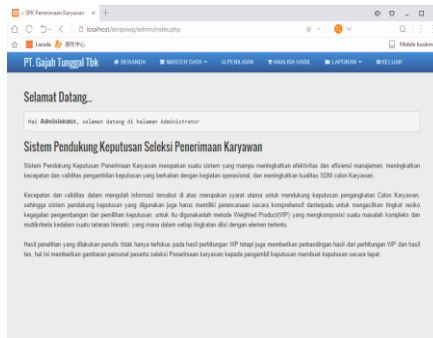 SPK Penerimaan Karyawan
localhost/skripsiwp/admin/index.php
Lazada
Mobile bookm
PT. Gajah Tunggal Tbk BERANDA MASTER DATA PENILAIAN ANALISA HASIL LAPORAN KELUAR
Selamat Datang...
Hai Administrator, selamat datang di halaman Administrator
Sistem Pendukung Keputusan Seleksi Penerimaan Karyawan
Sistem Pendukung Keputusan Penerimaan Karyawan merupakan suatu sistem yang mampu meningkatkan efektivitas dan efisiensi manajemen, meningkatkan
kecepatan dan validitas pengambilan keputusan yang berkaitan dengan kegiatan operasional, dan meningkatkan kualitas SDM calon Karyawan.
Kecepatan dan validitas dalam mengolah informasi tersebut di atas merupakan syarat utama untuk mendukung keputusan pengangkatan Calon Karyawan,
sehingga sistem pendukung keputusan yang digunakan juga harus memiliki perencanaan secara komprehensif dan terpadu untuk mengecilkan tingkat resiko
kegagalan pengembangan dan pemilihan keputusan, untuk itu digunakanlah metode Weighted Product(WP) yang mengkomposisi suatu masalah kompleks dan
multikriteria kedalam suatu tatanan hierarki, yang mana dalam setiap tingkatan diisi dengan elemen tertentu.
Hasil penelitian yang dilakukan penulis tidak hanya terfokus pada hasil perhitungan WP tetapi juga memberikan perbandingan hasil dari perhitungan WP dan hasil
tes, hal ini memberikan gambaran personal peserta seleksi Penerimaan karyawan kepada pengambil keputusan membuat keputusan secara tepat.